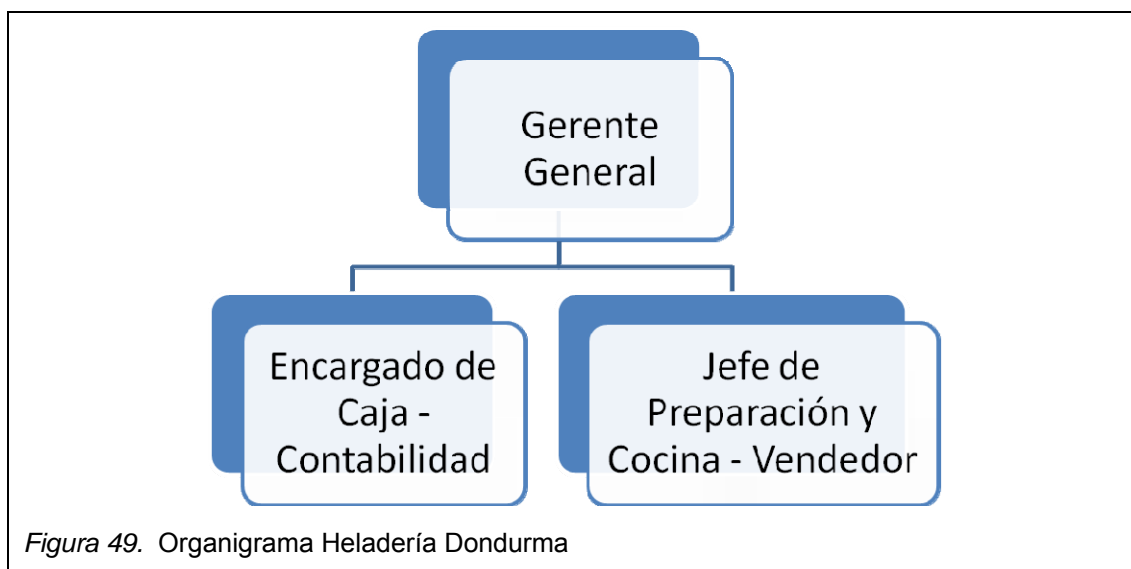 Gerente
General
Encargado de
Caja -
Contabilidad
Jefe de
Preparación y
Cocina - Vendedor
Figura 49. Organigrama Heladería Dondurma